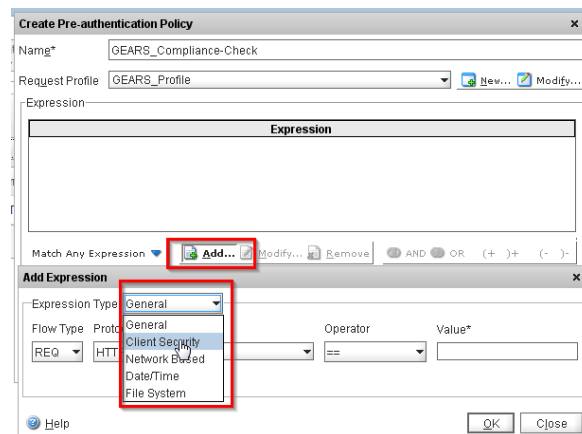 Create Pre-authentication Policy
Name* GEARS_Compliance-Check
Request Profile GEARS_Profile New... Modify...
Expression
Expression
Match Any Expression Add... Modify... Remove AND OR (+ )+ (- )-
Add Expression
Expression Type General
General
Client Security
Network Based
Date/Time
File System
Flow Type Operator Value*
REQ ==
Help OK Close